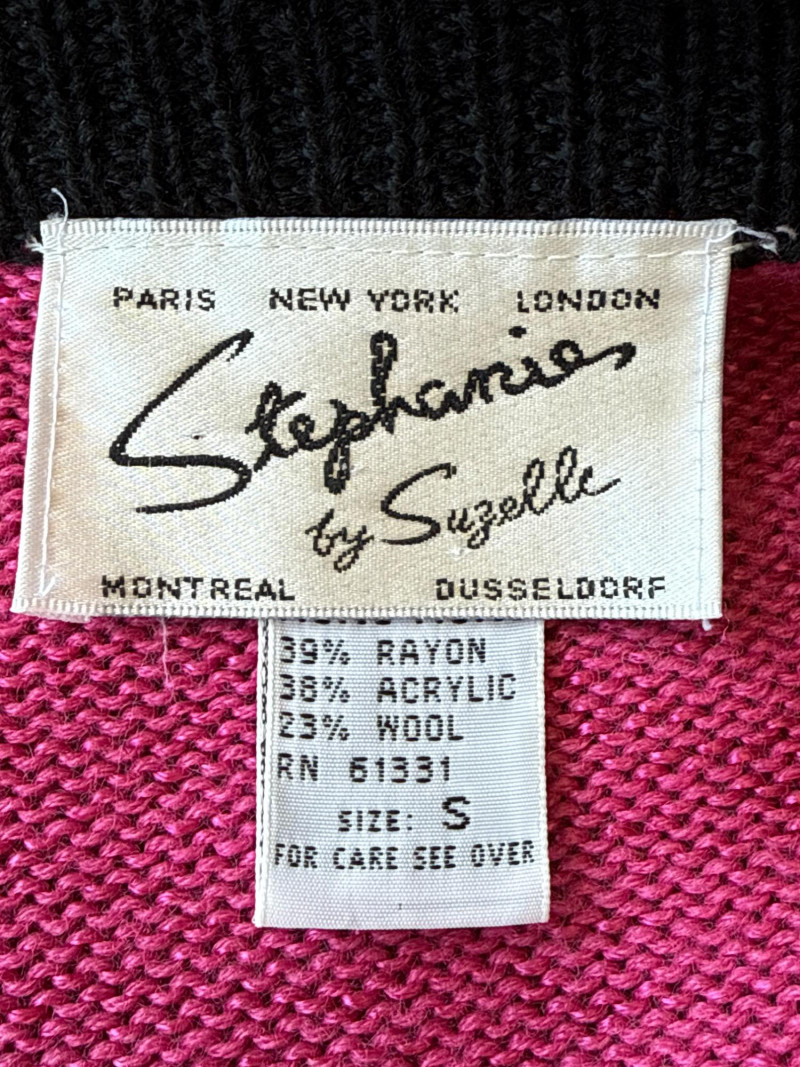 PARIS NEW YORK LONDON
Stephanie
by Suzelle
MONTREAL DUSSELDORF
39% RAYON
38% ACRYLIC
23% WOOL
RN 61331
SIZE: S
FOR CARE SEE OVER